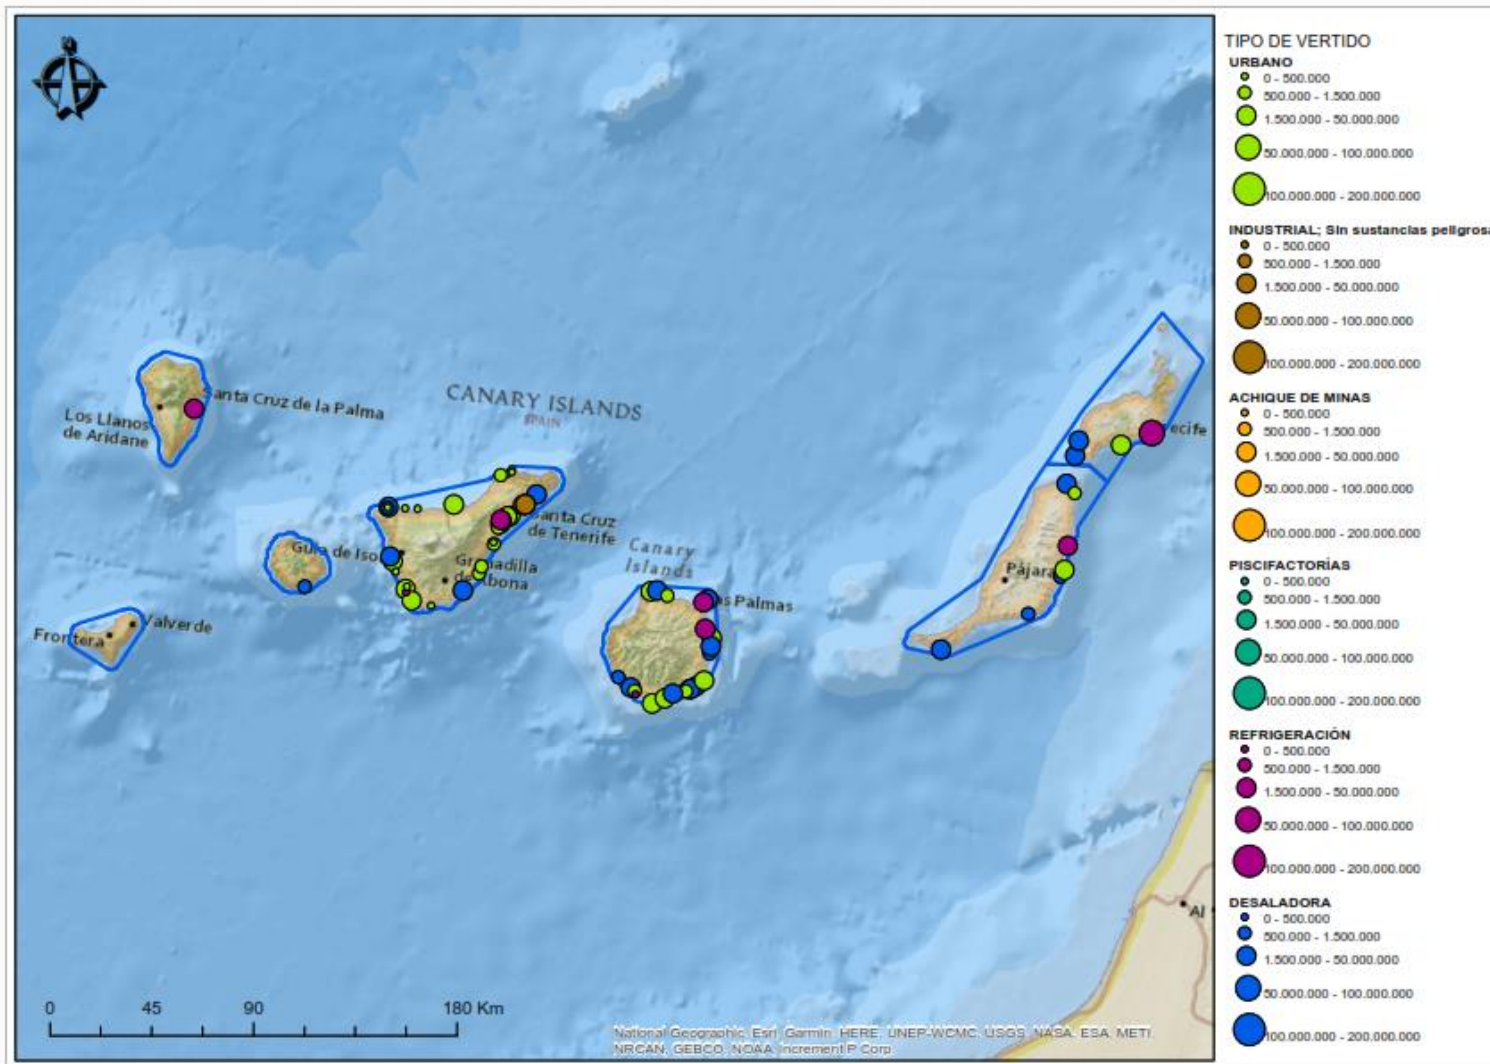 TIPO DE VERTIDO
URBANO
0 - 500.000
500.000 - 1.500.000
1.500.000 - 50.000.000
50.000.000 - 100.000.000
100.000.000 - 200.000.000
INDUSTRIAL; Sin sustancias peligrosa
0 - 500.000
500.000 - 1.500.000
1.500.000 - 50.000.000
50.000.000 - 100.000.000
100.000.000 - 200.000.000
ACHIQUE DE MINAS
0 - 500.000
500.000 - 1.500.000
1.500.000 - 50.000.000
50.000.000 - 100.000.000
100.000.000 - 200.000.000
PISCIFACTORÍAS
0 - 500.000
500.000 - 1.500.000
1.500.000 - 50.000.000
50.000.000 - 100.000.000
100.000.000 - 200.000.000
REFRIGERACIÓN
0 - 500.000
500.000 - 1.500.000
1.500.000 - 50.000.000
50.000.000 - 100.000.000
100.000.000 - 200.000.000
DESALADORA
0 - 500.000
500.000 - 1.500.000
1.500.000 - 50.000.000
50.000.000 - 100.000.000
100.000.000 - 200.000.000
CANARY ISLANDS
SPAIN
Santa Cruz de la Palma
Los Llanos
de Aridane
ecife
Santa Cruz
de Tenerife
Guia de Iso
Granadilla
de Abona
Canary
Islands
Pájara
as Palmas
Valverde
Frontera
Al
0 45 90 180 Km
National Geographic, Esri, Garmin, HERE, UNEP-WCMC, USGS, NASA, ESA, METI,
NRCAN, GEBCO, NOAA, Increment P Corp.